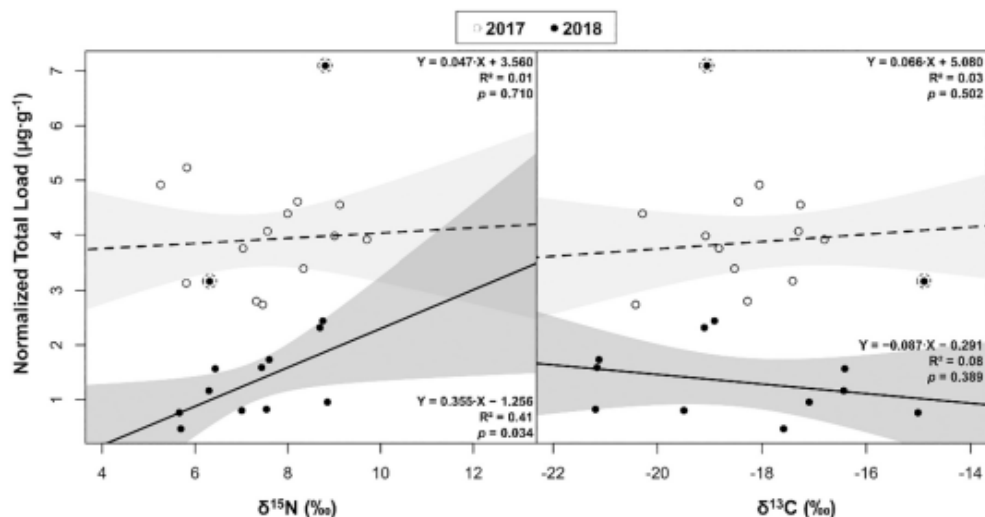 2017 2018
Normalized Total Load (µg·g⁻¹)
7
6
5
4
3
2
1
Y = 0.047·X + 3.560
R² = 0.01
p = 0.710
Y = 0.355·X − 1.256
R² = 0.41
p = 0.034
4 6 8 10 12
δ¹⁵N (‰)
Y = 0.066·X + 5.080
R² = 0.03
p = 0.502
Y = −0.087·X − 0.291
R² = 0.08
p = 0.389
-22 -20 -18 -16 -14
δ¹³C (‰)